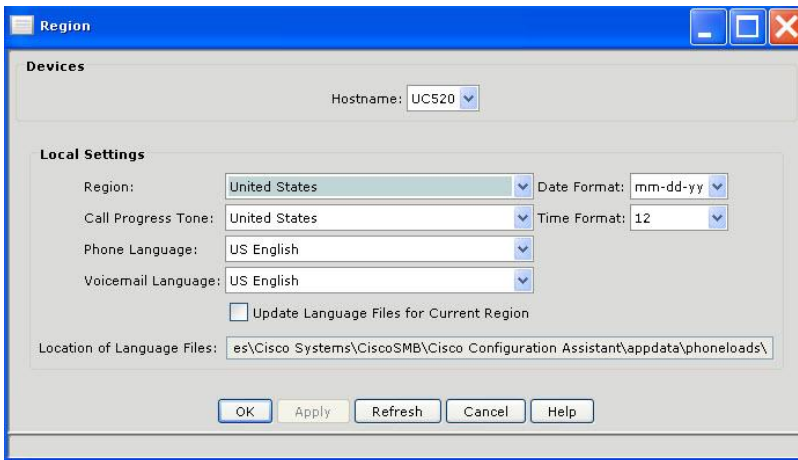 Region
Devices
Hostname: UC520
Local Settings
Region: United States Date Format: mm-dd-yy
Call Progress Tone: United States Time Format: 12
Phone Language: US English
Voicemail Language: US English
Update Language Files for Current Region
Location of Language Files: es\Cisco Systems\CiscoSMB\Cisco Configuration Assistant\appdata\phoneloads\
OK Apply Refresh Cancel Help